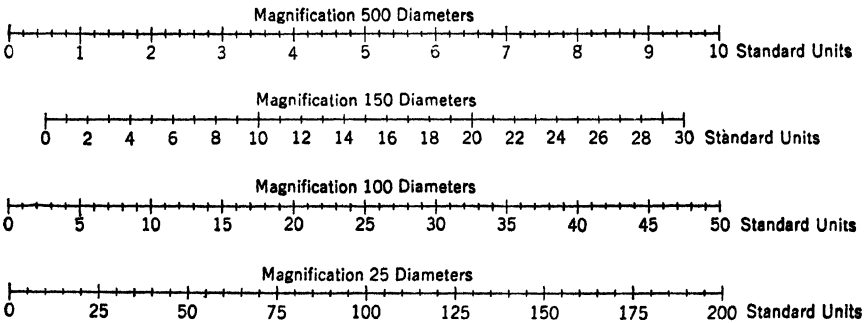 Magnification 500 Diameters
0 1 2 3 4 5 6 7 8 9 10 Standard Units
Magnification 150 Diameters
0 2 4 6 8 10 12 14 16 18 20 22 24 26 28 30 Standard Units
Magnification 100 Diameters
0 5 10 15 20 25 30 35 40 45 50 Standard Units
Magnification 25 Diameters
0 25 50 75 100 125 150 175 200 Standard Units